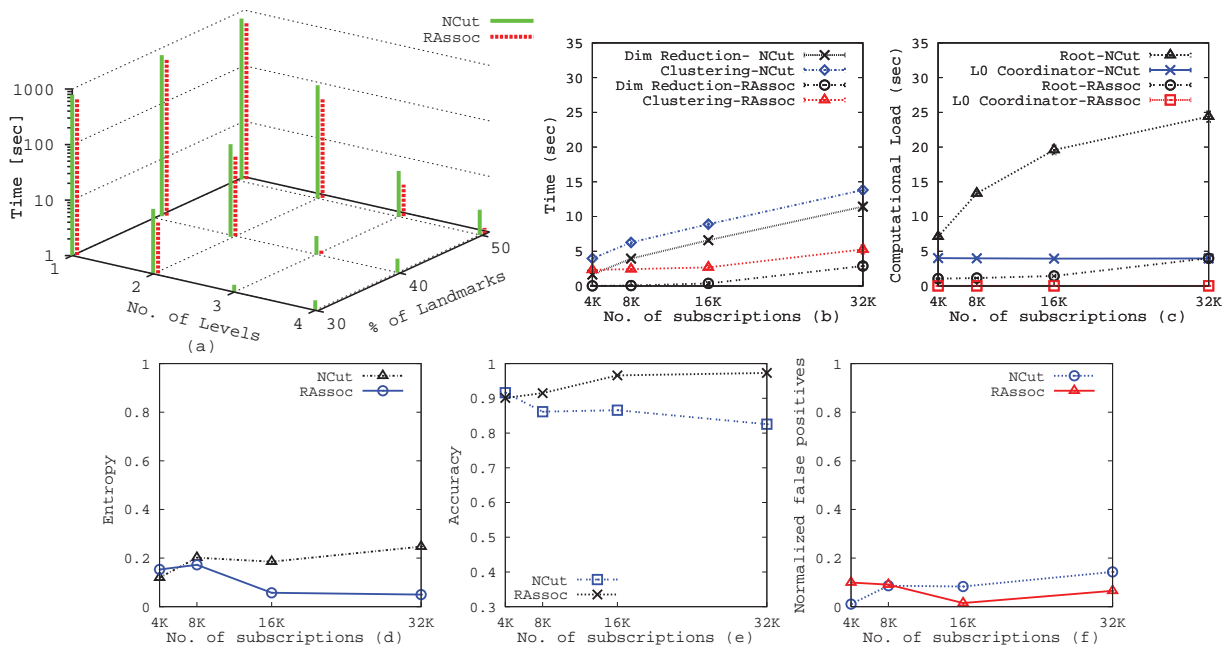 NCut
RAssoc
1000
100
10
1
Time [sec]
1
2
3
4
No. of Levels
30
40
50
% of Landmarks
(a)
35
30
25
20
15
10
5
0
Time (sec)
Dim Reduction- NCut
Clustering-NCut
Dim Reduction-RAssoc
Clustering-RAssoc
4K 8K 16K 32K
No. of subscriptions (b)
35
30
25
20
15
10
5
0
Computational Load (sec)
Root-NCut
L0 Coordinator-NCut
Root-RAssoc
L0 Coordinator-RAssoc
4K 8K 16K 32K
No. of subscriptions (c)
1
0.8
0.6
0.4
0.2
0
Entropy
NCut
RAssoc
4K 8K 16K 32K
No. of subscriptions (d)
1
0.9
0.8
0.7
0.6
0.5
0.4
0.3
Accuracy
NCut
RAssoc
4K 8K 16K 32K
No. of subscriptions (e)
1
0.8
0.6
0.4
0.2
0
Normalized false positives
NCut
RAssoc
4K 8K 16K 32K
No. of subscriptions (f)